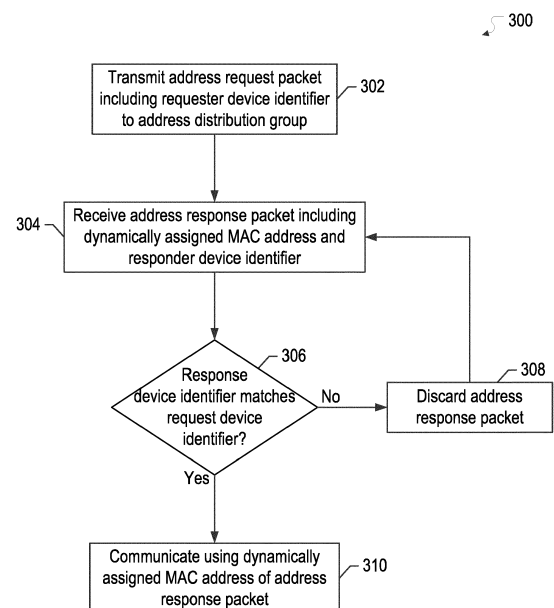 300
Transmit address request packet
including requester device identifier
to address distribution group
302
304
Receive address response packet including
dynamically assigned MAC address and
responder device identifier
306
Response
device identifier matches
request device
identifier?
No
308
Discard address
response packet
Yes
Communicate using dynamically
assigned MAC address of address
response packet
310